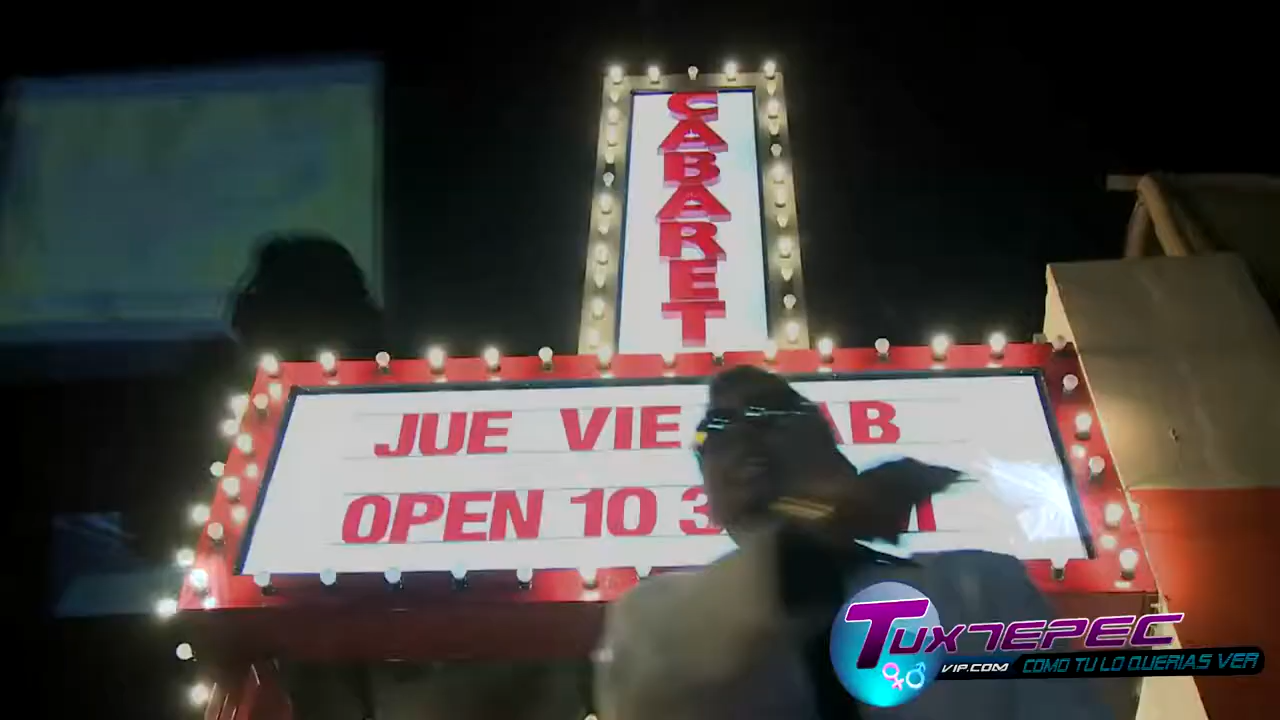 CABARET
JUE VIE
OPEN 10
TUXTEPEC
VIP.COM COMO TU LO QUERIAS VER